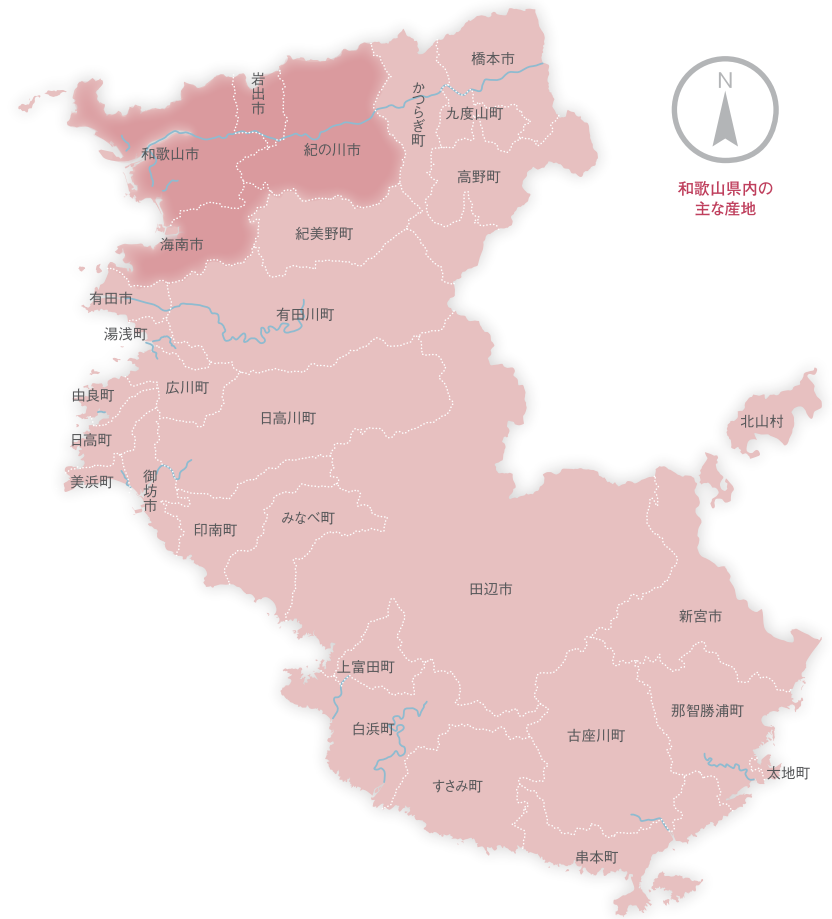 N
和歌山県内の
主な産地
橋本市
岩出市
かつらぎ町
九度山町
和歌山市
紀の川市
高野町
海南市
紀美野町
有田市
有田川町
湯浅町
広川町
由良町
日高川町
北山村
日高町
美浜町
御坊市
みなべ町
印南町
田辺市
新宮市
上富田町
那智勝浦町
白浜町
古座川町
太地町
すさみ町
串本町